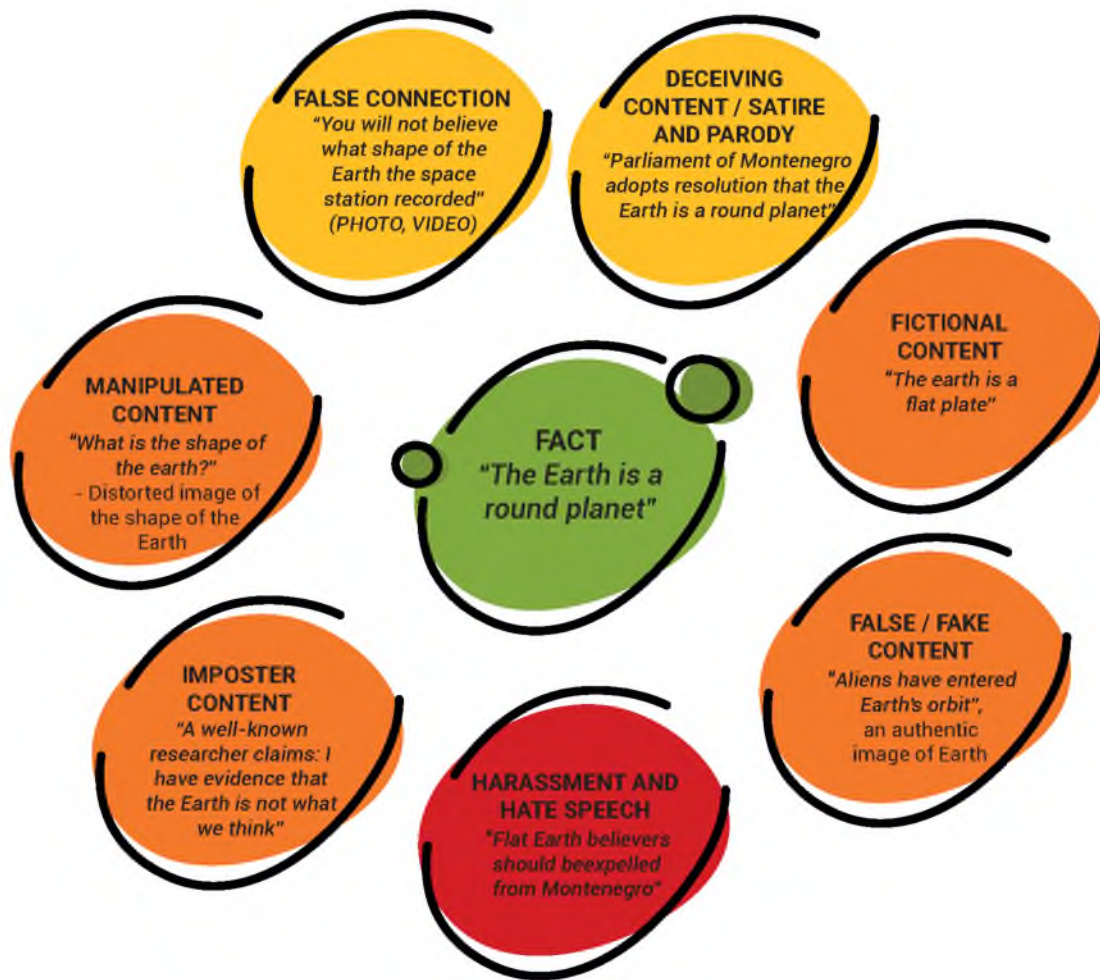 FALSE CONNECTION
"You will not believe
what shape of the
Earth the space
station recorded"
(PHOTO, VIDEO)
DECEIVING
CONTENT / SATIRE
AND PARODY
"Parliament of Montenegro
adopts resolution that the
Earth is a round planet"
FICTIONAL
CONTENT
"The earth is a
flat plate"
MANIPULATED
CONTENT
"What is the shape of
the earth?"
- Distorted image of
the shape of the
Earth
FACT
"The Earth is a
round planet"
FALSE / FAKE
CONTENT
"Aliens have entered
Earth's orbit",
an authentic
image of Earth
IMPOSTER
CONTENT
"A well-known
researcher claims: I
have evidence that
the Earth is not what
we think"
HARASSMENT AND
HATE SPEECH
"Flat Earth believers
should beexpelled
from Montenegro"